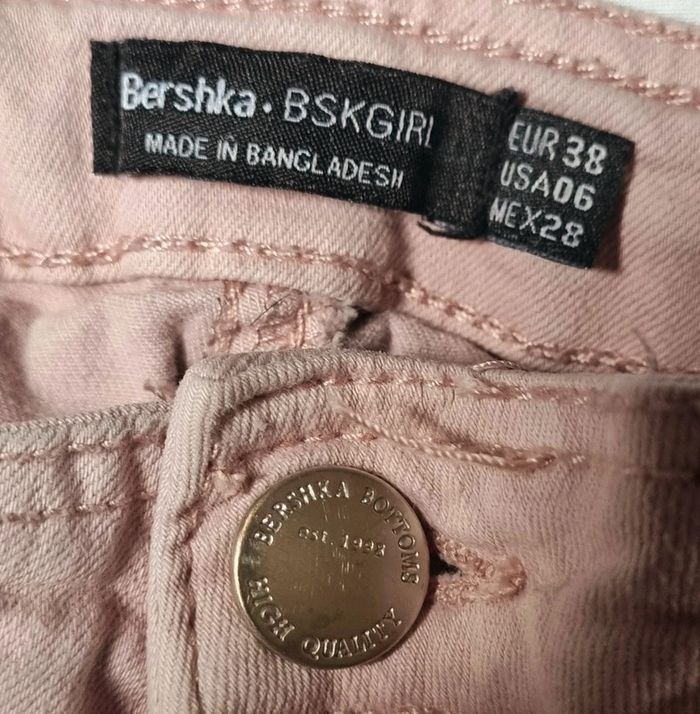 Bershka · BSKGIRL
MADE IN BANGLADESH
EUR 38
USA 06
MEX 28
BERSHKA BOTTOMS
EST. 1998
HIGH QUALITY